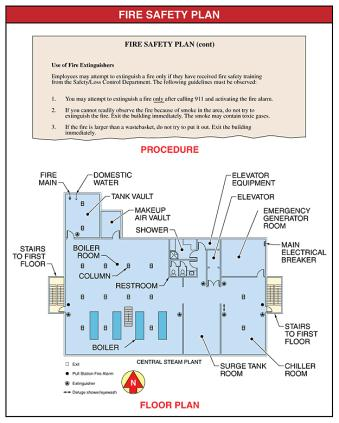 FIRE SAFETY PLAN
FIRE SAFETY PLAN (cont)
Use of Fire Extinguishers
Employees may attempt to extinguish a fire only if they have received fire safety training
from the Safety/Loss Control Department. The following guidelines must be observed:
1. You may attempt to extinguish a fire only after calling 911 and activating the fire alarm.
2. If you cannot readily observe the fire because of smoke in the area, do not try to
extinguish the fire. Exit the building immediately. The smoke may contain toxic gases.
3. If the fire is larger than a wastebasket, do not try to put it out. Exit the building
immediately.
PROCEDURE
FIRE
MAIN
DOMESTIC
WATER
TANK VAULT
MAKEUP
AIR VAULT
SHOWER
ELEVATOR
EQUIPMENT
ELEVATOR
EMERGENCY
GENERATOR
ROOM
STAIRS
TO FIRST
FLOOR
BOILER
ROOM
COLUMN
RESTROOM
MAIN
ELECTRICAL
BREAKER
STAIRS
TO FIRST
FLOOR
BOILER
CENTRAL STEAM PLANT
SURGE TANK
ROOM
CHILLER
ROOM
Exit
Pull Station Fire Alarm
Extinguisher
Deluge shower/eyewash
N
FLOOR PLAN